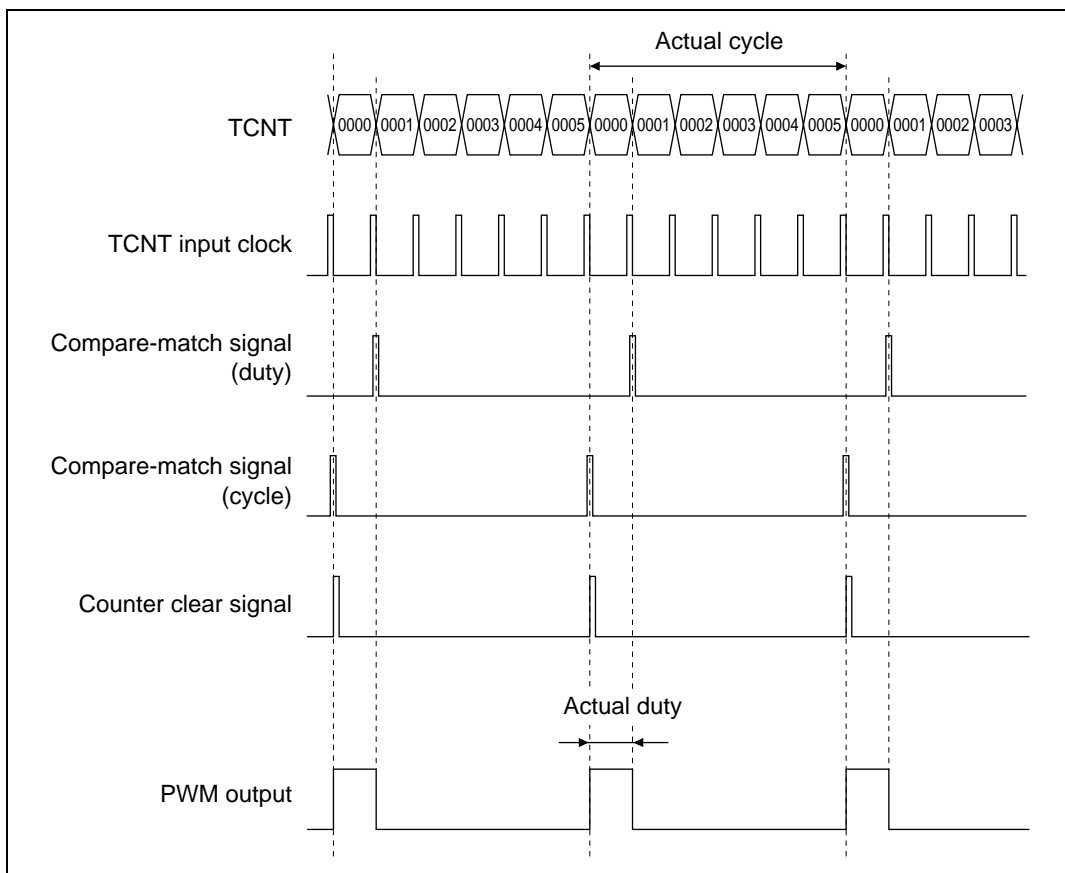 Actual cycle
TCNT
0000 0001 0002 0003 0004 0005 0000 0001 0002 0003 0004 0005 0000 0001 0002 0003
TCNT input clock
Compare-match signal
(duty)
Compare-match signal
(cycle)
Counter clear signal
Actual duty
PWM output